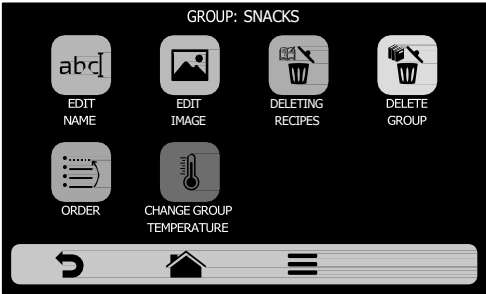 GROUP: SNACKS
abc
EDIT
NAME
EDIT
IMAGE
DELETING
RECIPES
DELETE
GROUP
ORDER
CHANGE GROUP
TEMPERATURE